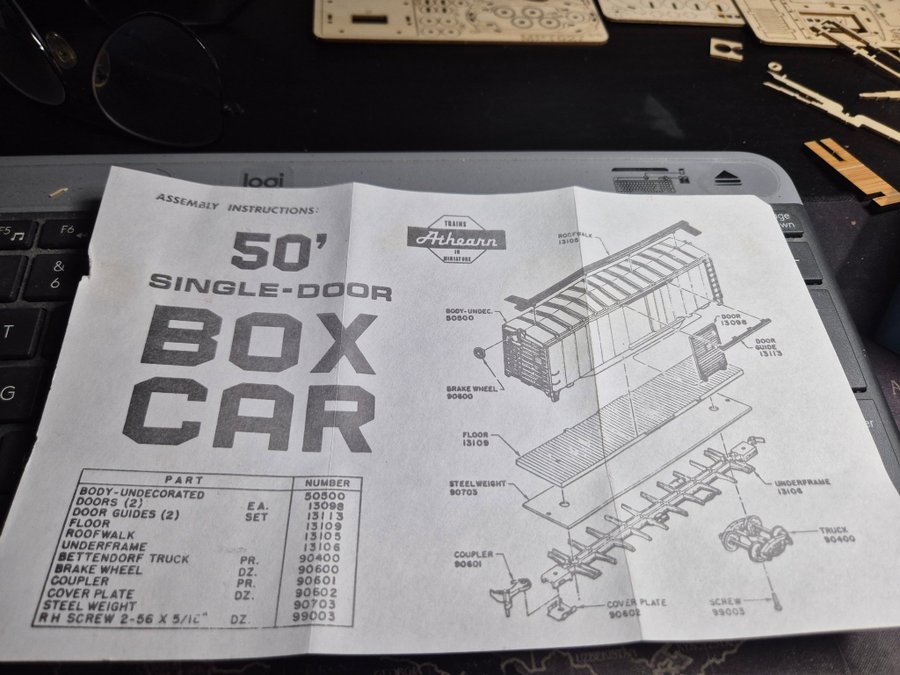 logi
F5
F6
&
6
T
G
ASSEMBLY INSTRUCTIONS:
50'
SINGLE-DOOR
BOX
CAR
TRAINS
Athearn
IN
MINIATURE
ROOFWALK
13105
BODY-UNDEC.
50500
DOOR
13098
DOOR
GUIDE
13113
BRAKE WHEEL
90600
FLOOR
13109
STEEL WEIGHT
90703
UNDERFRAME
13106
TRUCK
90400
COUPLER
90601
COVER PLATE
90602
SCREW
99003
PART NUMBER
BODY-UNDECORATED 50500
DOORS (2) EA. 13098
DOOR GUIDES (2) SET 13113
FLOOR 13109
ROOFWALK 13105
UNDERFRAME 13106
BETTENDORF TRUCK PR. 90400
BRAKE WHEEL DZ. 90600
COUPLER PR. 90601
COVER PLATE DZ. 90602
STEEL WEIGHT 90703
RH SCREW 2-56 X 5/16" DZ. 99003